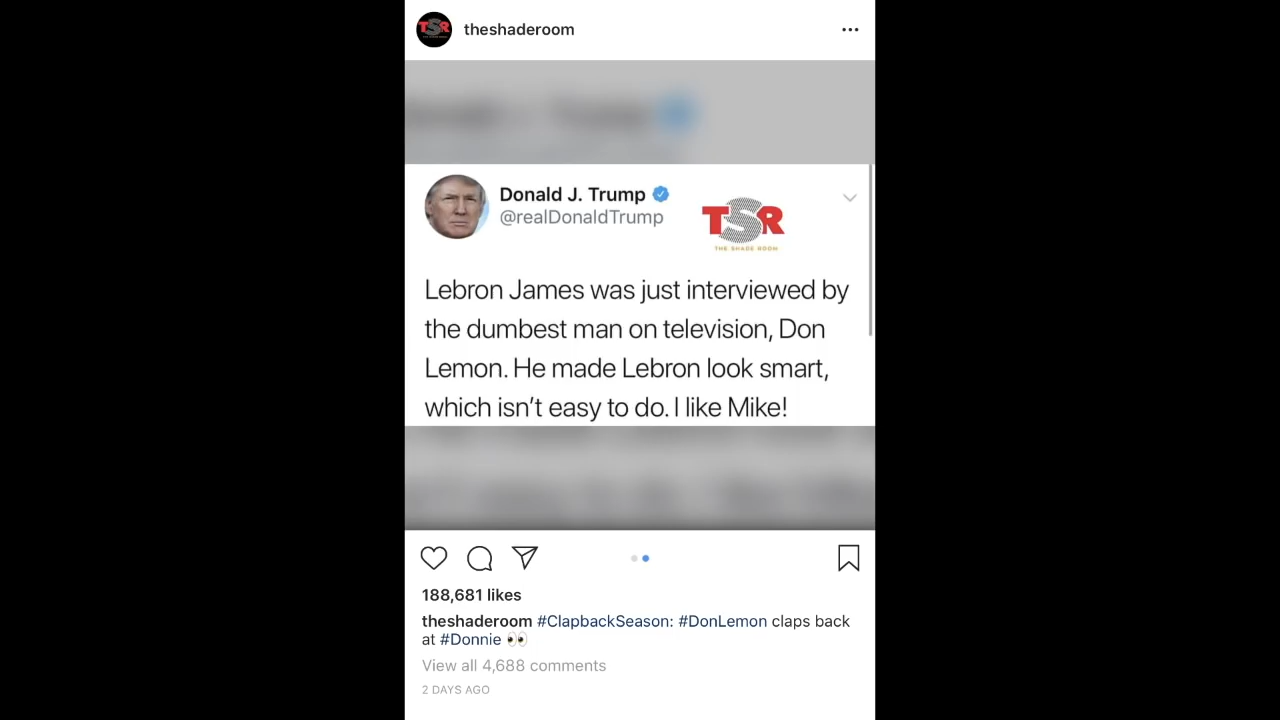 TSR
theshaderoom
Donald J. Trump
@realDonaldTrump
TSR
THE SHADE ROOM
Lebron James was just interviewed by
the dumbest man on television, Don
Lemon. He made Lebron look smart,
which isn't easy to do. I like Mike!
188,681 likes
theshaderoom #ClapbackSeason: #DonLemon claps back
at #Donnie 👀
View all 4,688 comments
2 DAYS AGO